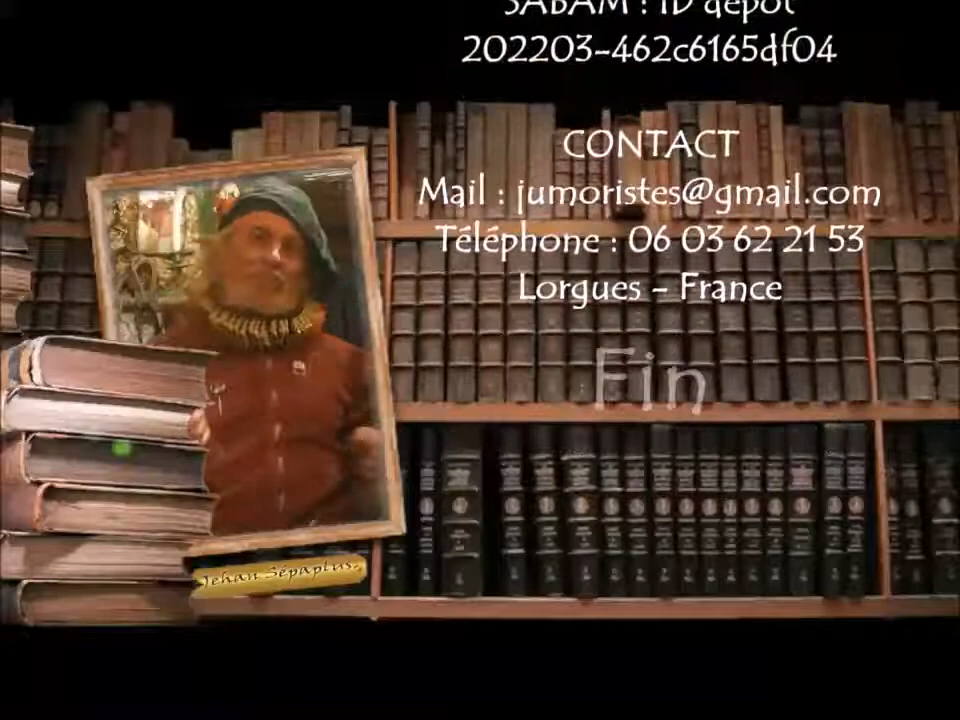 SABAM : ID dépôt
202203-462c6165df04
CONTACT
Mail : jumoristes@gmail.com
Téléphone : 06 03 62 21 53
Lorgues - France
Fin
Jehan Sépaplus.